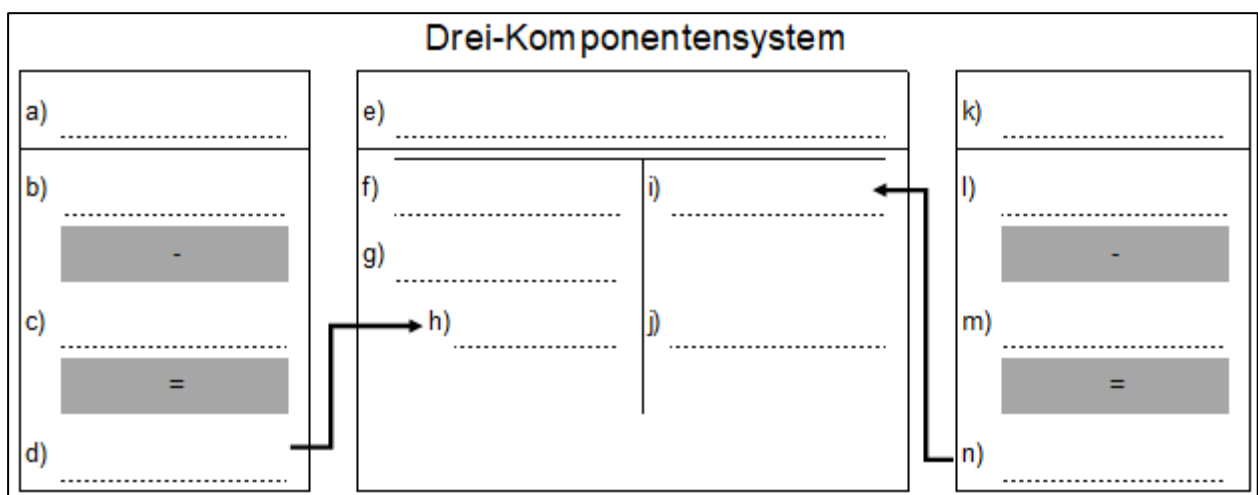 Drei-Komponentensystem
a)
b)
-
c)
=
d)
e)
f)
g)
h)
i)
j)
k)
l)
-
m)
=
n)